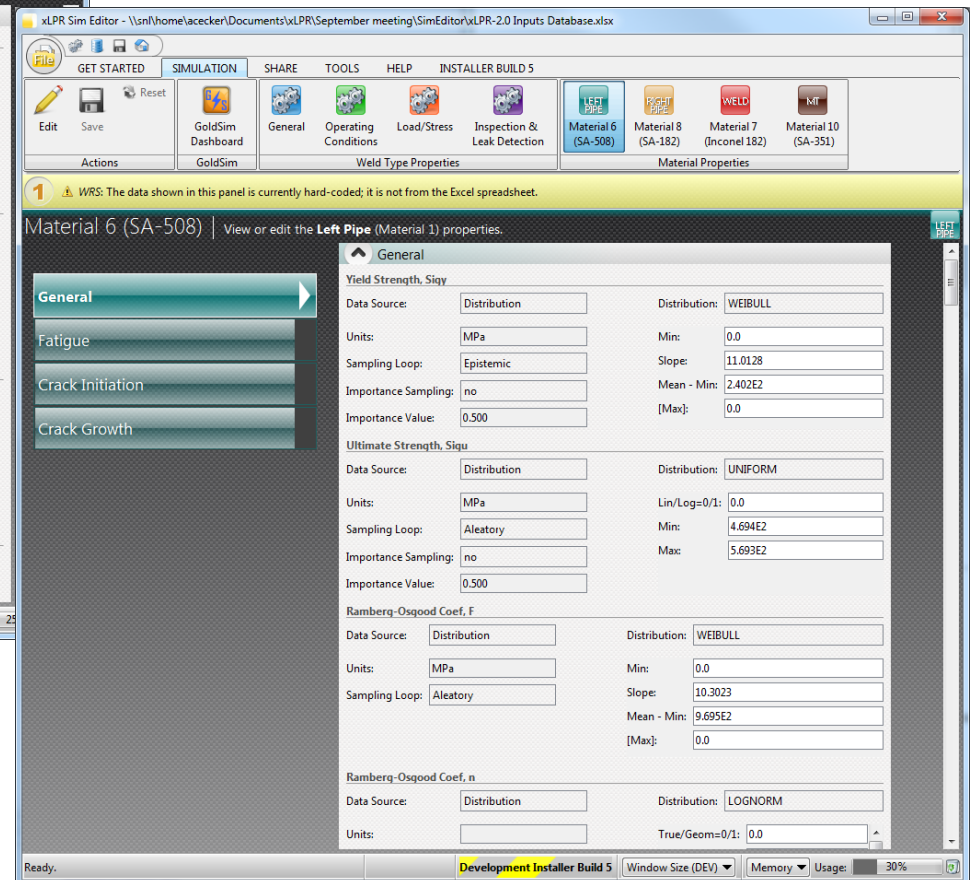 xLPR Sim Editor - \\snl\home\acecker\Documents\xLPR\September meeting\SimEditor\xLPR-2.0 Inputs Database.xlsx
File
GET STARTED SIMULATION SHARE TOOLS HELP INSTALLER BUILD 5
Edit Save Reset GoldSim Dashboard General Operating Conditions Load/Stress Inspection & Leak Detection LEFT PIPE Material 6 (SA-508) RIGHT PIPE Material 8 (SA-182) WELD Material 7 (Inconel 182) MT Material 10 (SA-351)
Actions GoldSim Weld Type Properties Material Properties
1 WRS: The data shown in this panel is currently hard-coded; it is not from the Excel spreadsheet.
Material 6 (SA-508) | View or edit the Left Pipe (Material 1) properties. LEFT PIPE
General
Fatigue
Crack Initiation
Crack Growth
General
Yield Strength, Sigy
Data Source: Distribution Distribution: WEIBULL
Units: MPa Min: 0.0
Sampling Loop: Epistemic Slope: 11.0128
Importance Sampling: no Mean - Min: 2.402E2
Importance Value: 0.500 [Max]: 0.0
Ultimate Strength, Sigu
Data Source: Distribution Distribution: UNIFORM
Units: MPa Lin/Log=0/1: 0.0
Sampling Loop: Aleatory Min: 4.694E2
Importance Sampling: no Max: 5.693E2
Importance Value: 0.500
Ramberg-Osgood Coef, F
Data Source: Distribution Distribution: WEIBULL
Units: MPa Min: 0.0
Sampling Loop: Aleatory Slope: 10.3023
Mean - Min: 9.695E2
[Max]: 0.0
Ramberg-Osgood Coef, n
Data Source: Distribution Distribution: LOGNORM
Units: True/Geom=0/1: 0.0
25
Ready. Development Installer Build 5 Window Size (DEV) Memory Usage: 30%